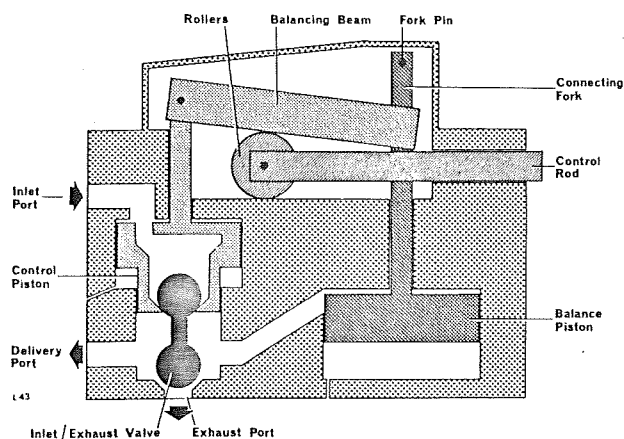 Rollers
Balancing Beam
Fork Pin
Connecting
Fork
Control
Rod
Inlet
Port
Control
Piston
Balance
Piston
Delivery
Port
L 43
Inlet/Exhaust Valve
Exhaust Port